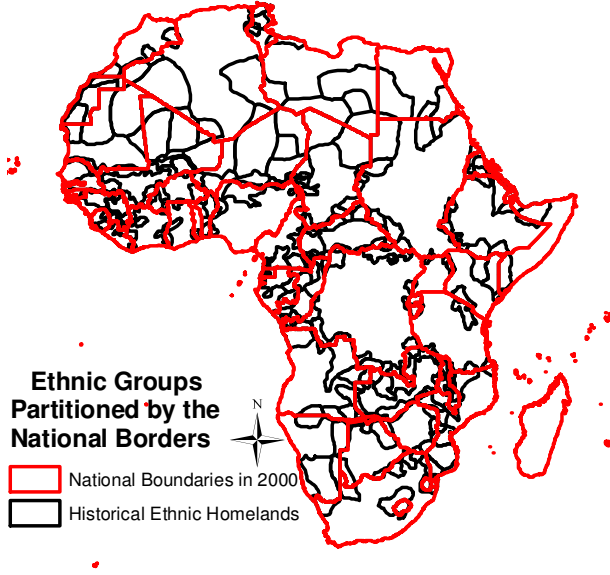 Ethnic Groups
Partitioned by the
National Borders
N
National Boundaries in 2000
Historical Ethnic Homelands